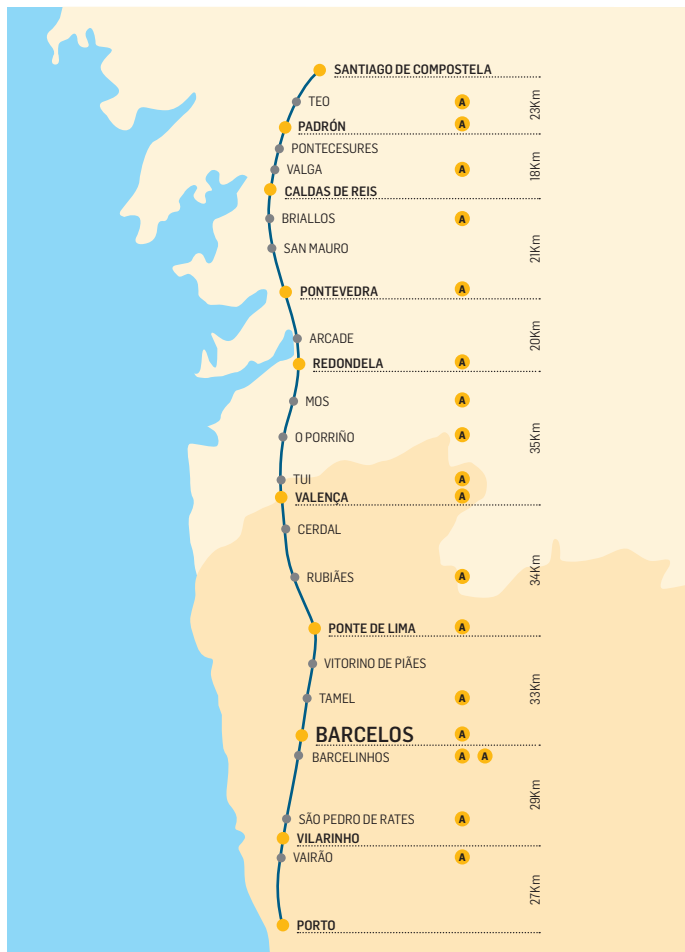 SANTIAGO DE COMPOSTELA
TEO A
23Km
PADRÓN A
PONTECESURES
18Km
VALGA A
CALDAS DE REIS
BRIALLOS A
SAN MAURO
21Km
PONTEVEDRA A
20Km
ARCADE
REDONDELA A
MOS A
O PORRIÑO A
35Km
TUI A
VALENÇA A
CERDAL
34Km
RUBIÃES A
PONTE DE LIMA A
VITORINO DE PIÃES
33Km
TAMEL A
BARCELOS A
BARCELINHOS A A
29Km
SÃO PEDRO DE RATES A
VILARINHO
VAIRÃO A
27Km
PORTO